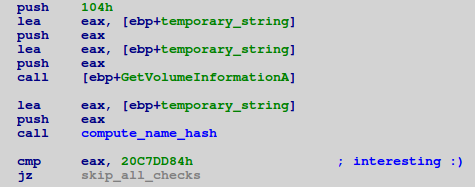 push 104h
lea eax, [ebp+temporary_string]
push eax
lea eax, [ebp+temporary_string]
push eax
call [ebp+GetVolumeInformationA]
lea eax, [ebp+temporary_string]
push eax
call compute_name_hash
cmp eax, 20C7DD84h ; interesting :)
jz skip_all_checks